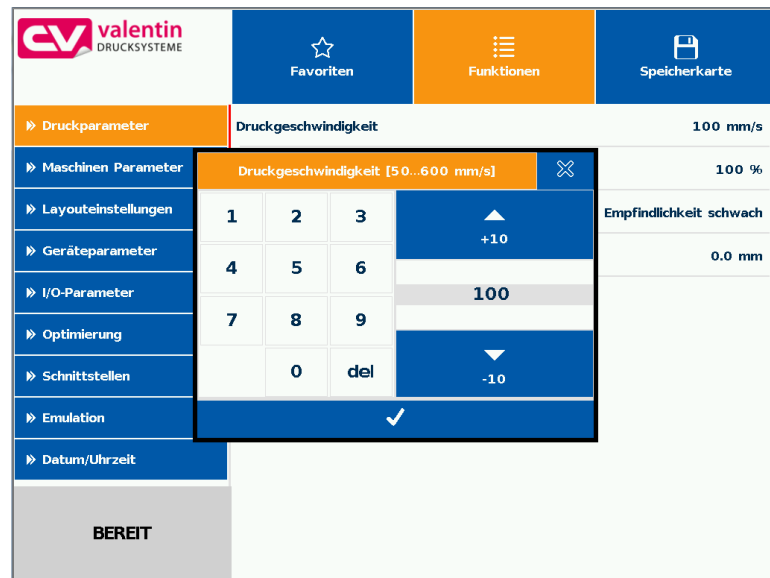 valentin
DRUCKSYSTEME
Favoriten
Funktionen
Speicherkarte
Druckparameter
Druckgeschwindigkeit
100 mm/s
Maschinen Parameter
100 %
Layouteinstellungen
Empfindlichkeit schwach
Geräteparameter
0.0 mm
I/O-Parameter
Optimierung
Schnittstellen
Emulation
Datum/Uhrzeit
BEREIT
Druckgeschwindigkeit [50...600 mm/s]
1 2 3
+10
4 5 6
100
7 8 9
0 del
-10